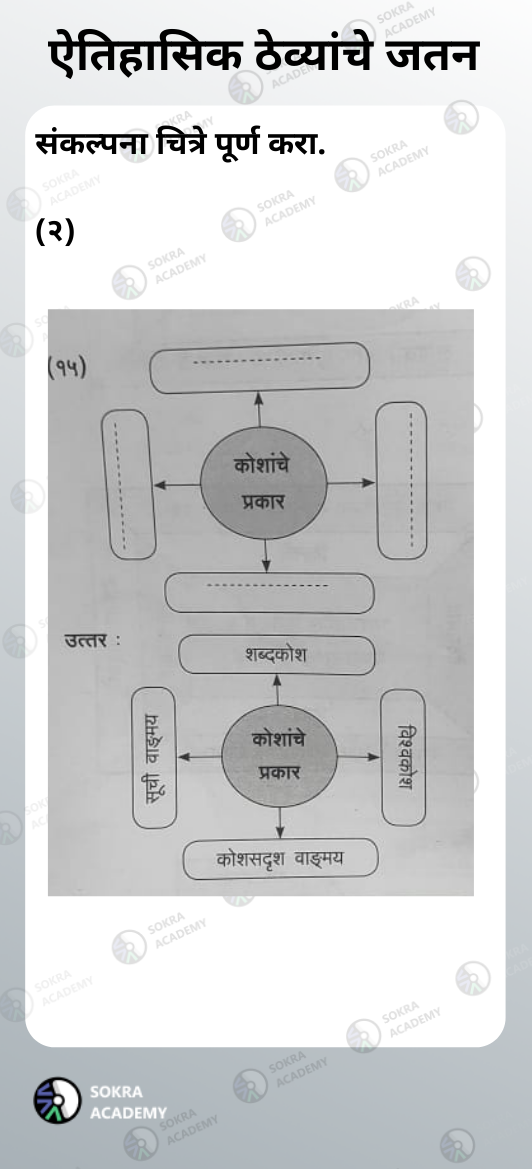 ऐतिहासिक ठेव्यांचे जतन
संकल्पना चित्रे पूर्ण करा.
(२)
(१५)
कोशांचे
प्रकार
उत्तर :
शब्दकोश
सूची वाङ्मय
कोशांचे
प्रकार
विश्वकोश
कोशसदृश वाङ्मय
SOKRA
ACADEMY